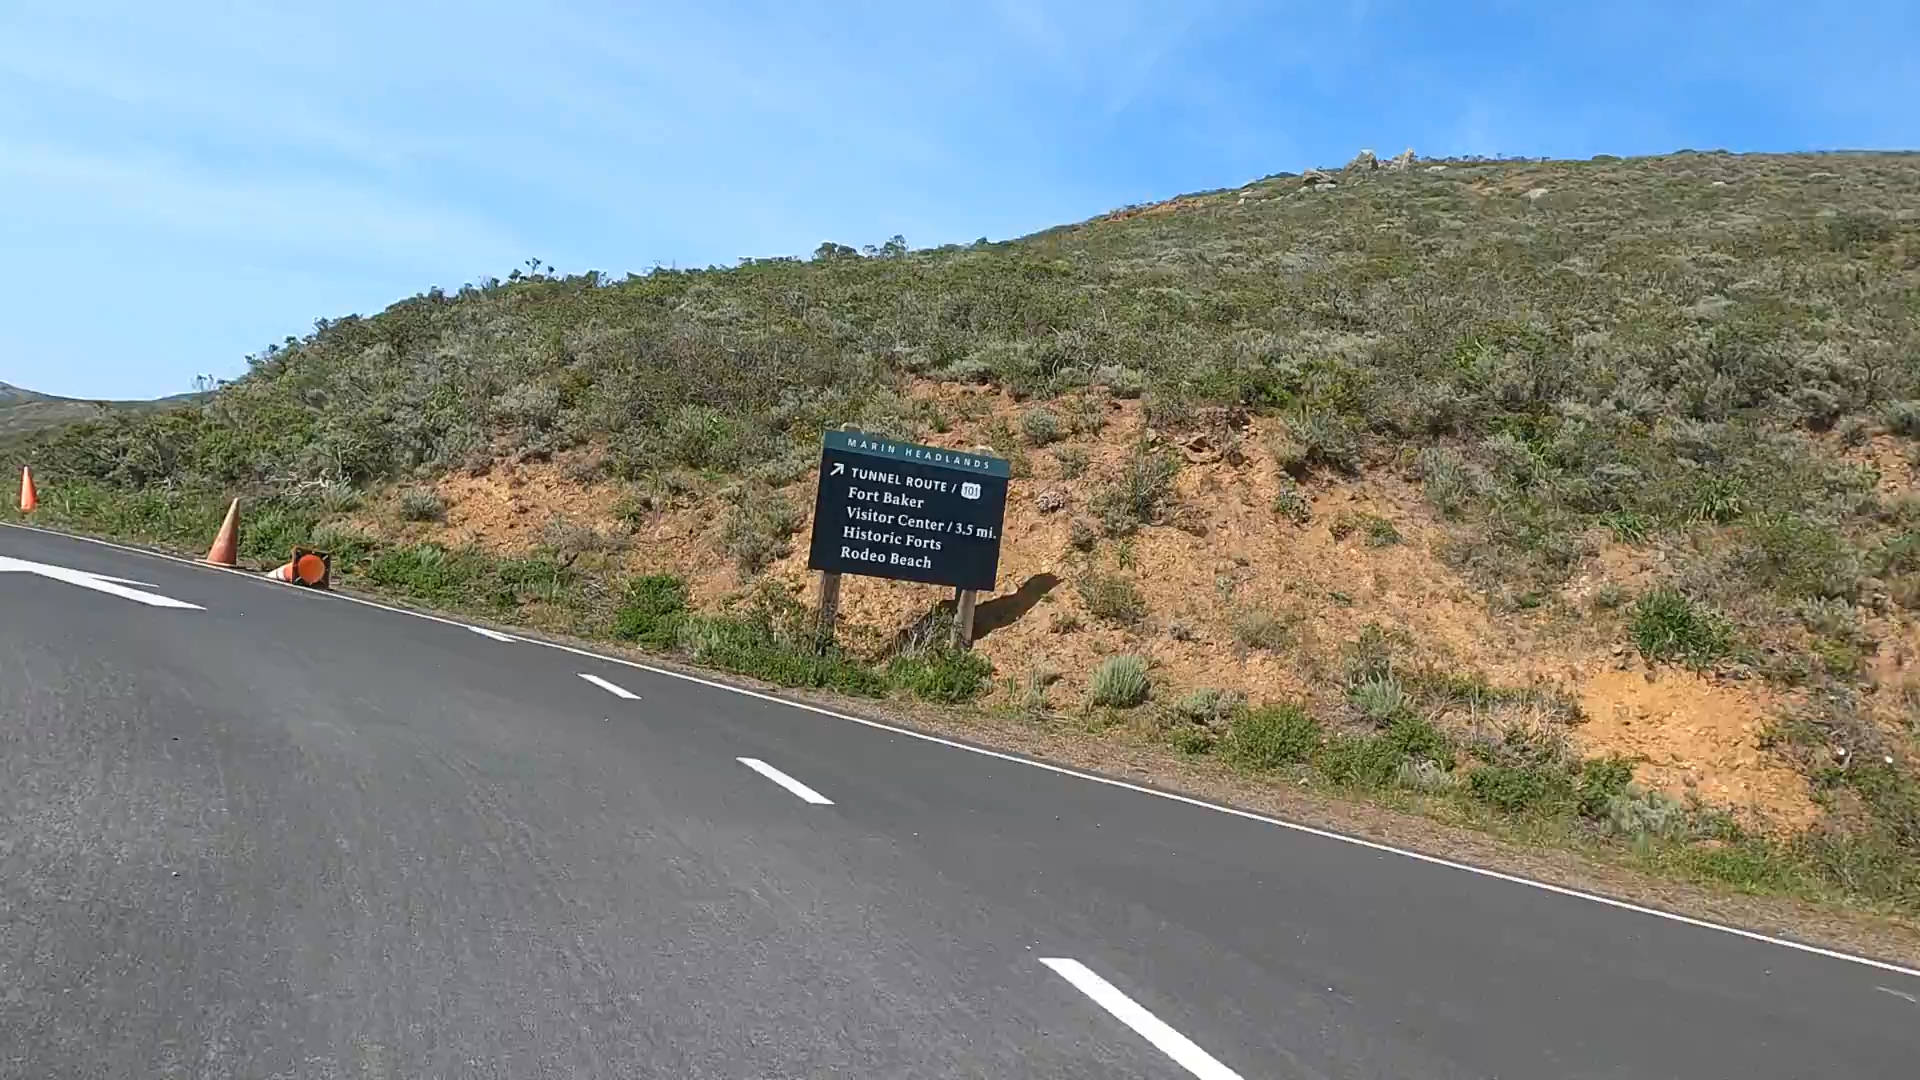 MARIN HEADLANDS
TUNNEL ROUTE / 101
Fort Baker
Visitor Center / 3.5 mi.
Historic Forts
Rodeo Beach